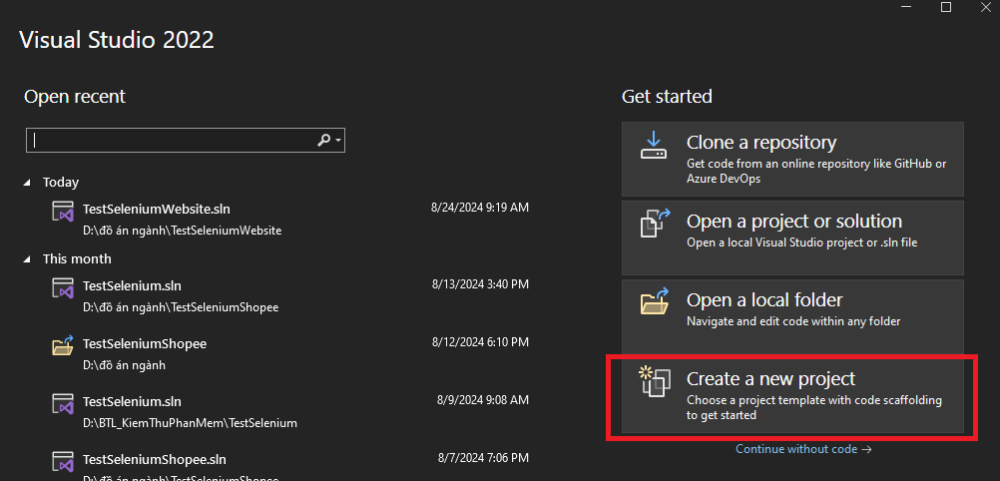 Visual Studio 2022
Open recent
Today
TestSeleniumWebsite.sln
8/24/2024 9:19 AM
D:\đồ án ngành\TestSeleniumWebsite
This month
TestSelenium.sln
8/13/2024 3:40 PM
D:\đồ án ngành\TestSeleniumShopee
TestSeleniumShopee
8/12/2024 6:10 PM
D:\đồ án ngành
TestSelenium.sln
8/9/2024 9:08 AM
D:\BTL_KiemThuPhanMem\TestSelenium
TestSeleniumShopee.sln
8/7/2024 7:06 PM
D:\đồ án ngành\TestSeleniumShopee
Get started
Clone a repository
Get code from an online repository like GitHub or
Azure DevOps
Open a project or solution
Open a local Visual Studio project or .sln file
Open a local folder
Navigate and edit code within any folder
Create a new project
Choose a project template with code scaffolding
to get started
Continue without code →